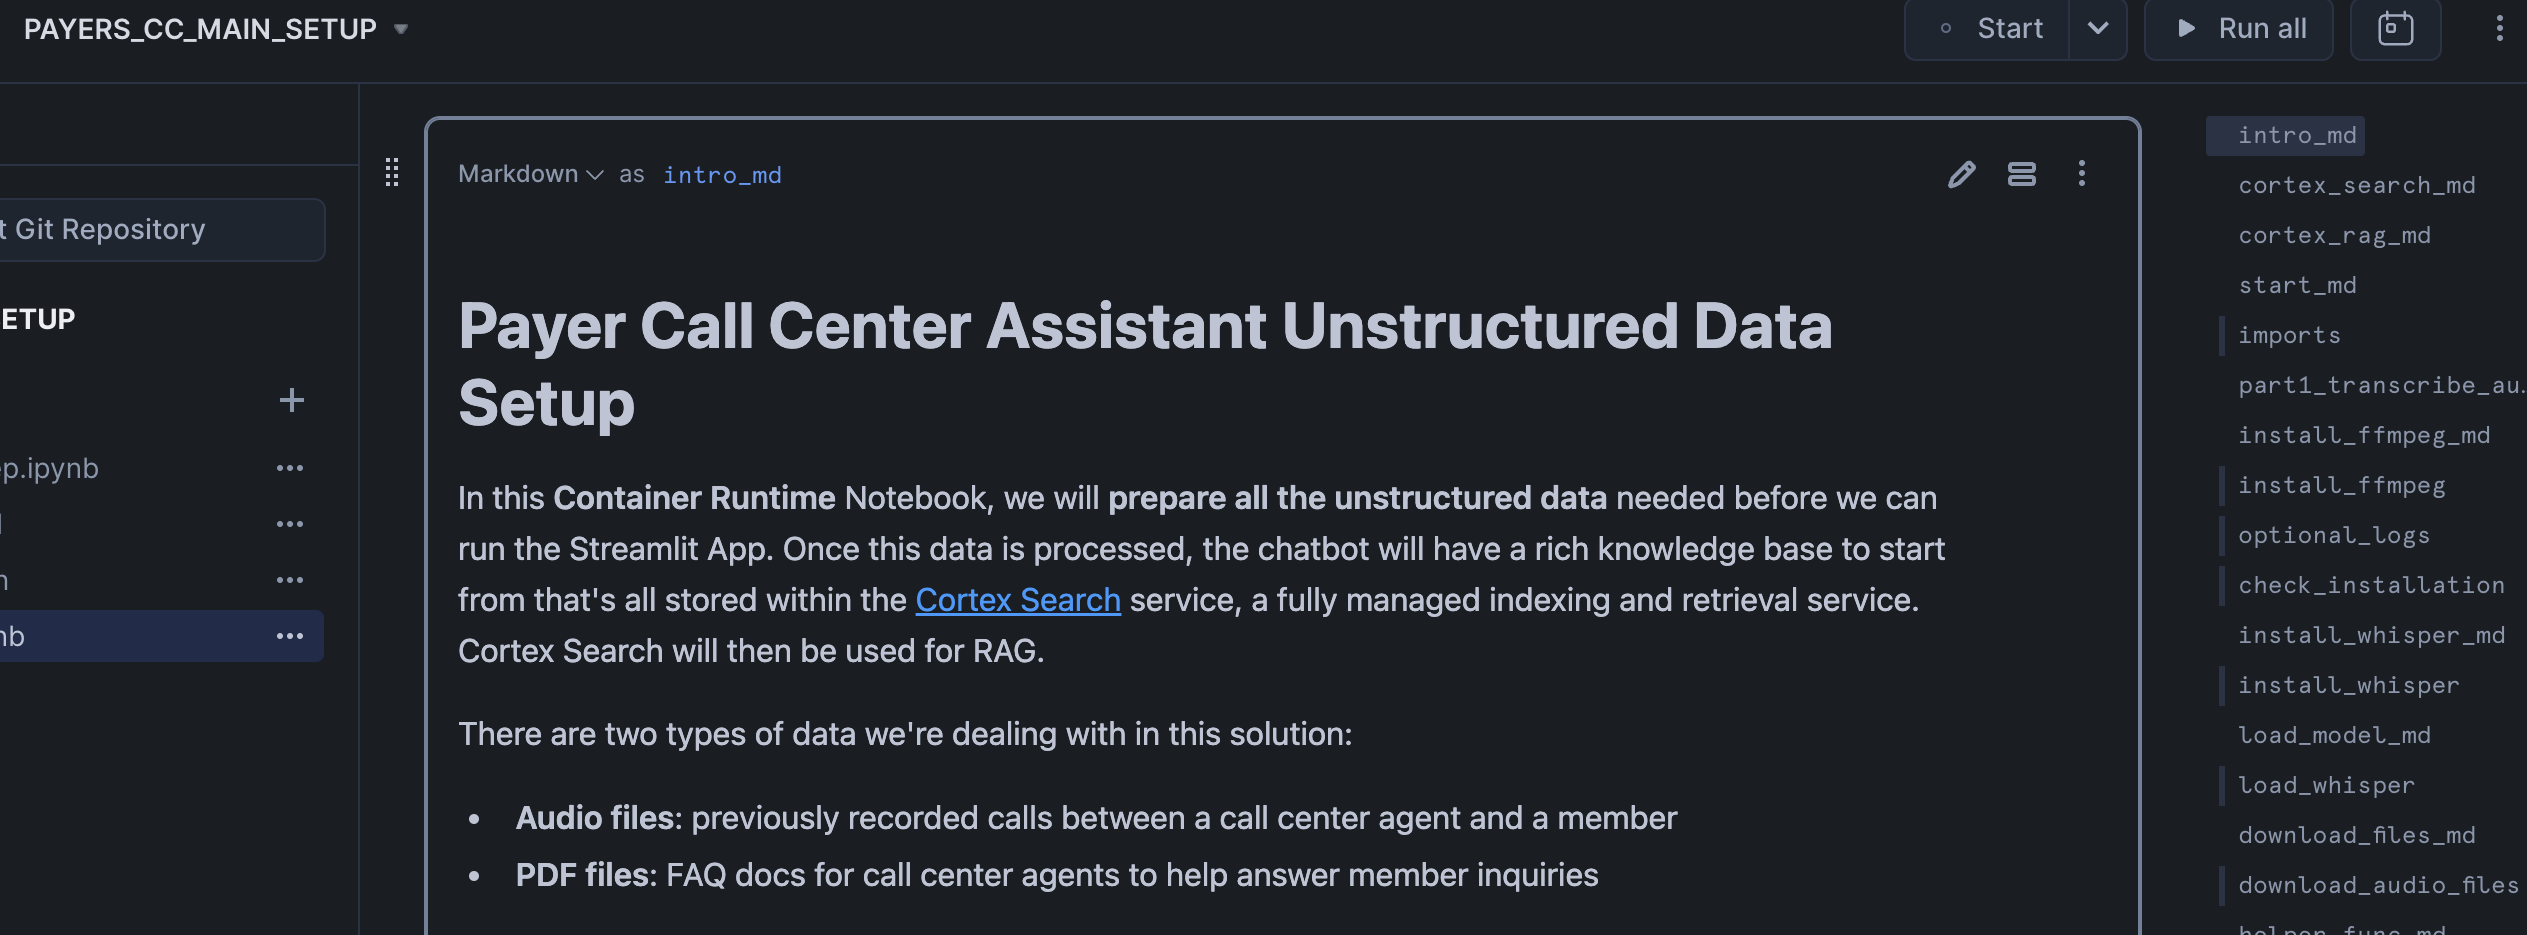 PAYERS_CC_MAIN_SETUP
Start
Run all
t Git Repository
ETUP
ep.ipynb
nb
Markdown as intro_md
Payer Call Center Assistant Unstructured Data
Setup
In this Container Runtime Notebook, we will prepare all the unstructured data needed before we can
run the Streamlit App. Once this data is processed, the chatbot will have a rich knowledge base to start
from that's all stored within the Cortex Search service, a fully managed indexing and retrieval service.
Cortex Search will then be used for RAG.
There are two types of data we're dealing with in this solution:
• Audio files: previously recorded calls between a call center agent and a member
• PDF files: FAQ docs for call center agents to help answer member inquiries
intro_md
cortex_search_md
cortex_rag_md
start_md
imports
part1_transcribe_au.
install_ffmpeg_md
install_ffmpeg
optional_logs
check_installation
install_whisper_md
install_whisper
load_model_md
load_whisper
download_files_md
download_audio_files